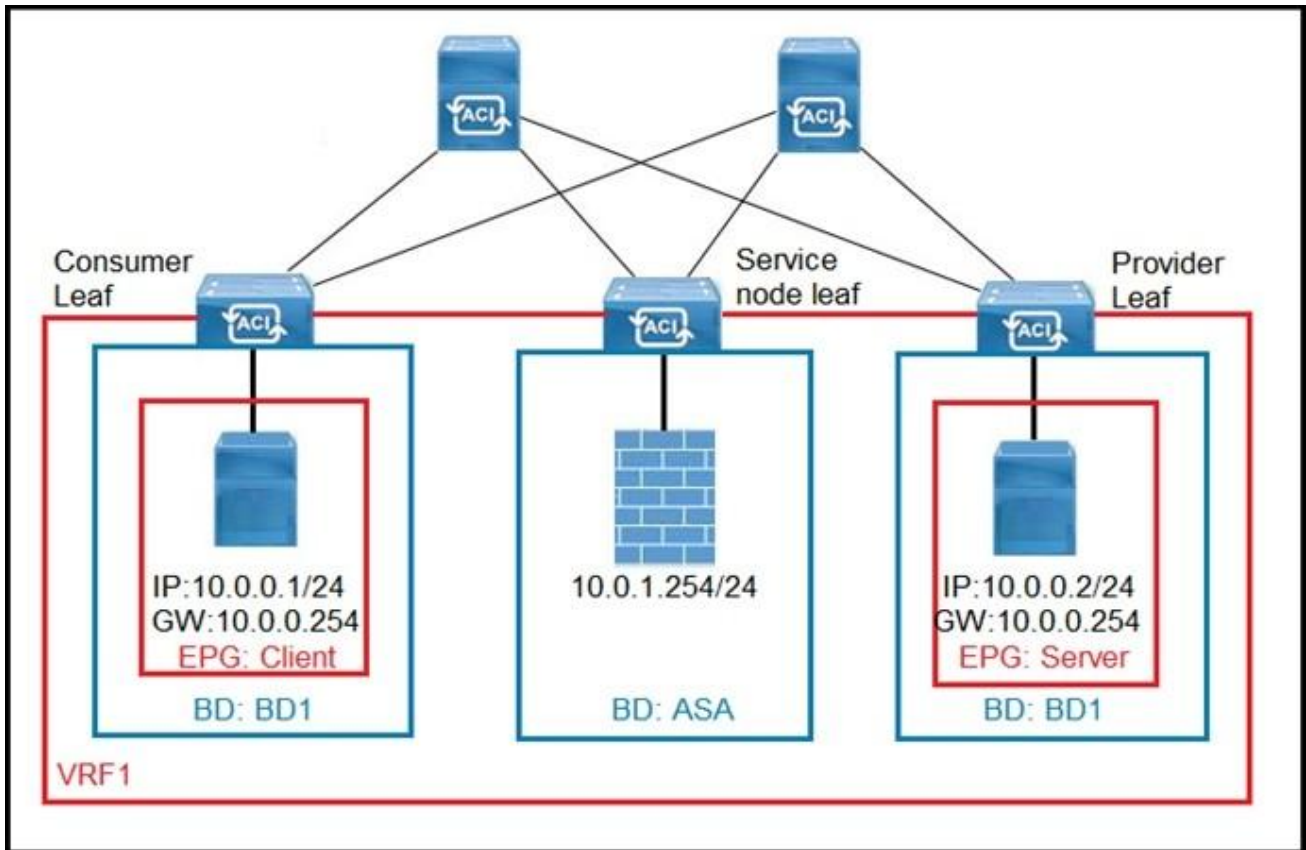 ACI
ACI
Consumer
Leaf
Service
node leaf
Provider
Leaf
ACI
ACI
ACI
IP:10.0.0.1/24
GW:10.0.0.254
EPG: Client
BD: BD1
10.0.1.254/24
BD: ASA
IP:10.0.0.2/24
GW:10.0.0.254
EPG: Server
BD: BD1
VRF1